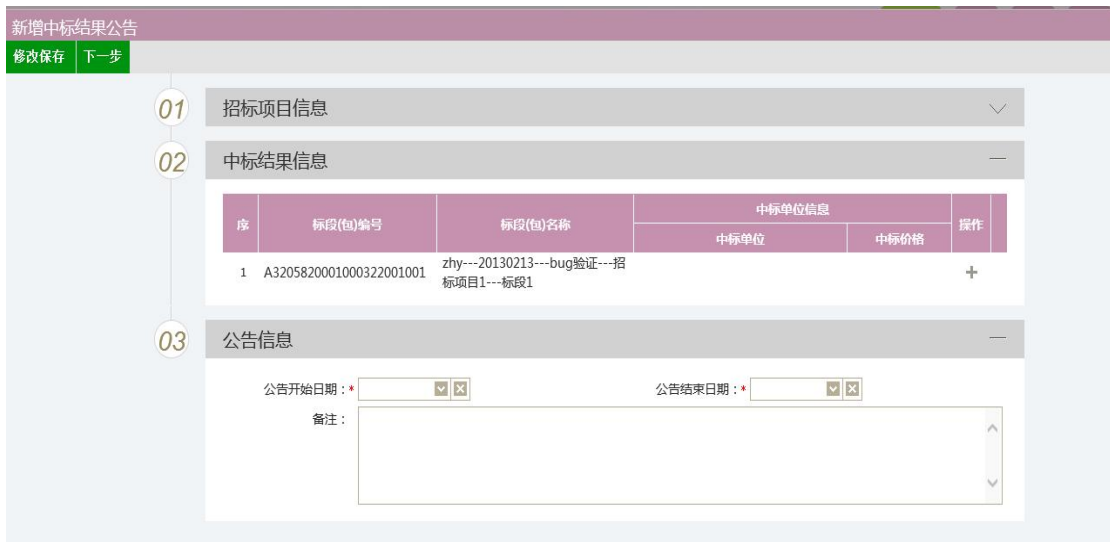 新增中标结果公告
修改保存 下一步
01 招标项目信息
02 中标结果信息
序 标段(包)编号 标段(包)名称 中标单位信息 操作
中标单位 中标价格
1 A3205820001000322001001 zhy---20130213---bug验证---招
标项目1---标段1
03 公告信息
公告开始日期：* 公告结束日期：*
备注：